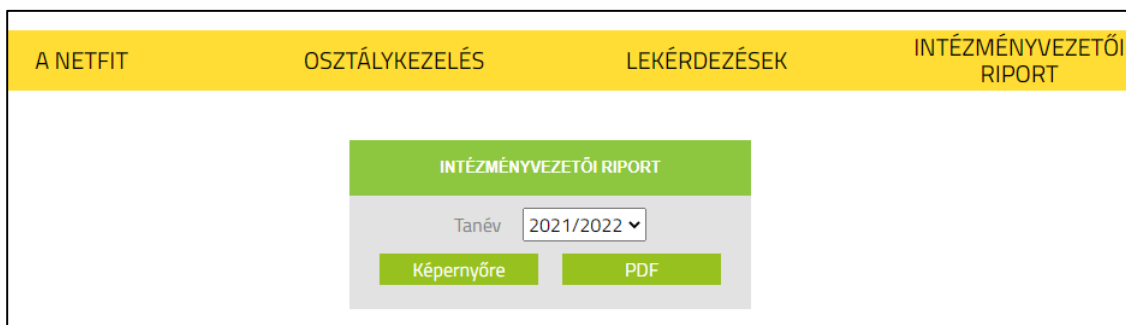 A NETFIT
OSZTÁLYKEZELÉS
LEKÉRDEZÉSEK
INTÉZMÉNYVEZETŐI
RIPORT
INTÉZMÉNYVEZETŐI RIPORT
Tanév 2021/2022
Képernyőre
PDF